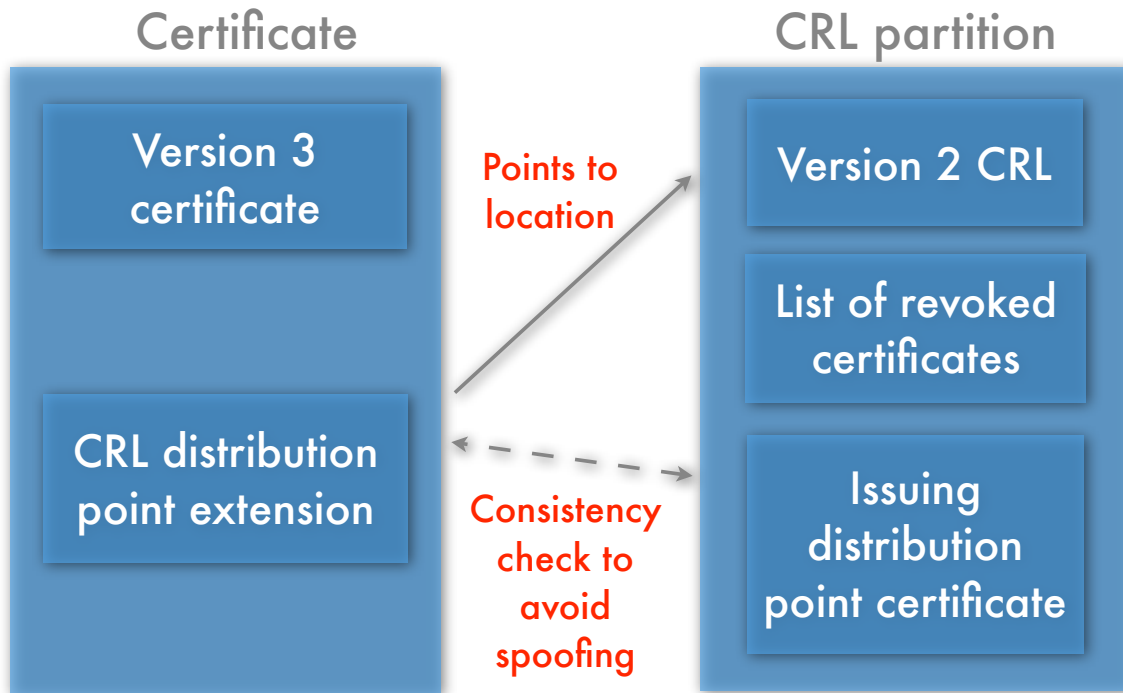 Certificate
CRL partition
Version 3
certificate
Points to
location
Version 2 CRL
List of revoked
certificates
CRL distribution
point extension
Consistency
check to
avoid
spoofing
Issuing
distribution
point certificate